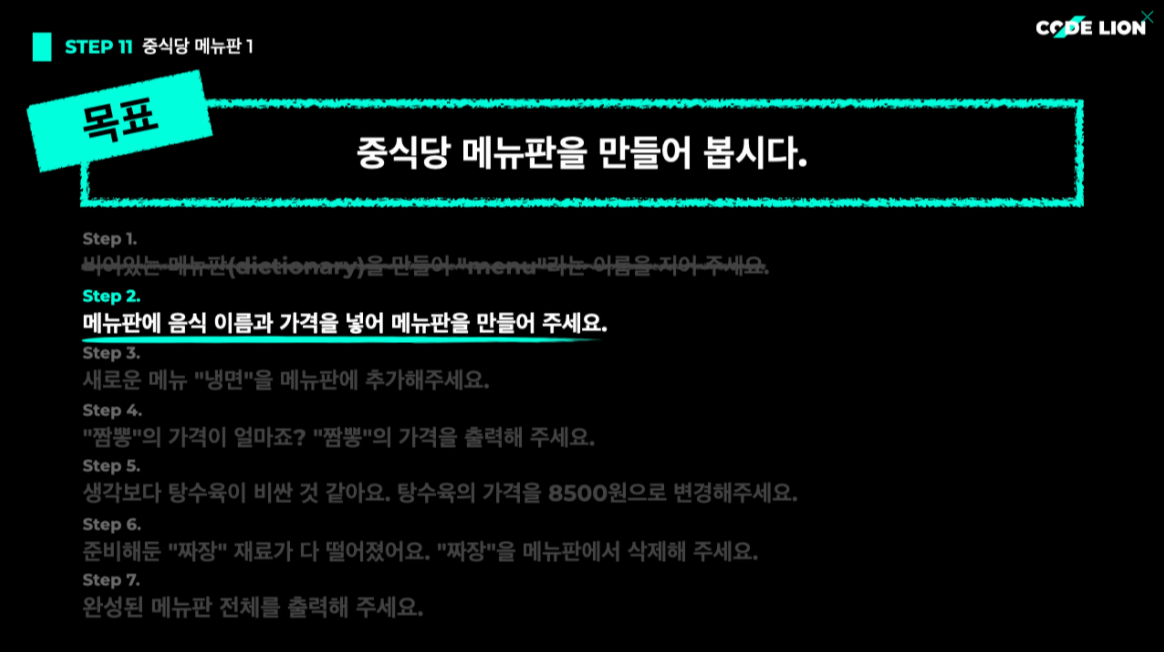 CODE LION
STEP 11 중식당 메뉴판 1
목표
중식당 메뉴판을 만들어 봅시다.
Step 1.
비어있는 메뉴판(dictionary)을 만들어 "menu"라는 이름을 지어 주세요.
Step 2.
메뉴판에 음식 이름과 가격을 넣어 메뉴판을 만들어 주세요.
Step 3.
새로운 메뉴 "냉면"을 메뉴판에 추가해주세요.
Step 4.
"짬뽕"의 가격이 얼마죠? "짬뽕"의 가격을 출력해 주세요.
Step 5.
생각보다 탕수육이 비싼 것 같아요. 탕수육의 가격을 8500원으로 변경해주세요.
Step 6.
준비해둔 "짜장" 재료가 다 떨어졌어요. "짜장"을 메뉴판에서 삭제해 주세요.
Step 7.
완성된 메뉴판 전체를 출력해 주세요.